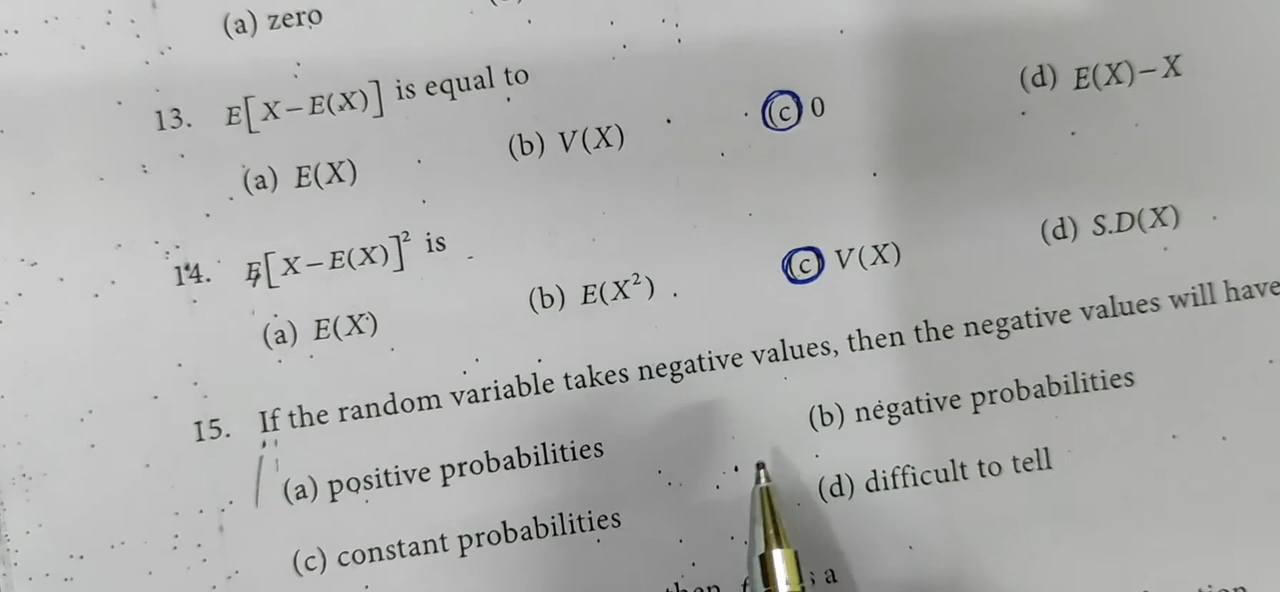 (a) zero
13. E[X–E(X)] is equal to
(a) E(X) (b) V(X) (c) 0 (d) E(X)–X
14. E[X–E(X)]² is
(a) E(X) (b) E(X²) (c) V(X) (d) S.D(X)
15. If the random variable takes negative values, then the negative values will have
(a) positive probabilities (b) negative probabilities
(c) constant probabilities (d) difficult to tell
a